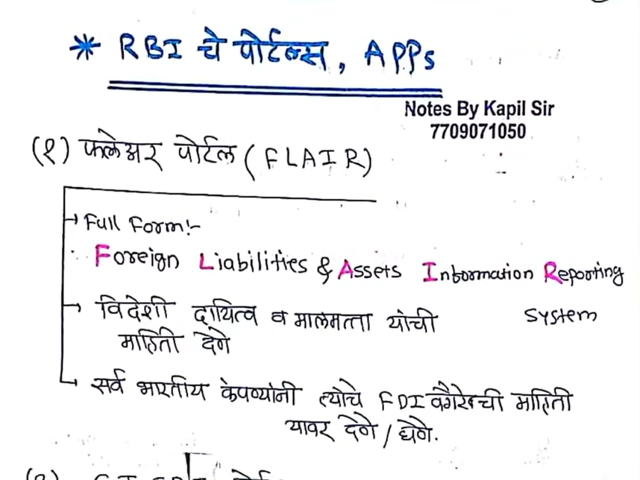 * RBI चे पोर्टल्स, APPs
Notes By Kapil Sir
7709071050
(१) फ्लेअर पोर्टल (FLAIR)
→ Full Form:-
Foreign Liabilities & Assets Information Reporting
System
→ विदेशी दायित्व व मालमत्ता यांची
माहिती देणे
→ सर्व भारतीय कंपन्यांनी त्यांचे FDI वगैरेची माहिती
यावर देणे / घेणे.